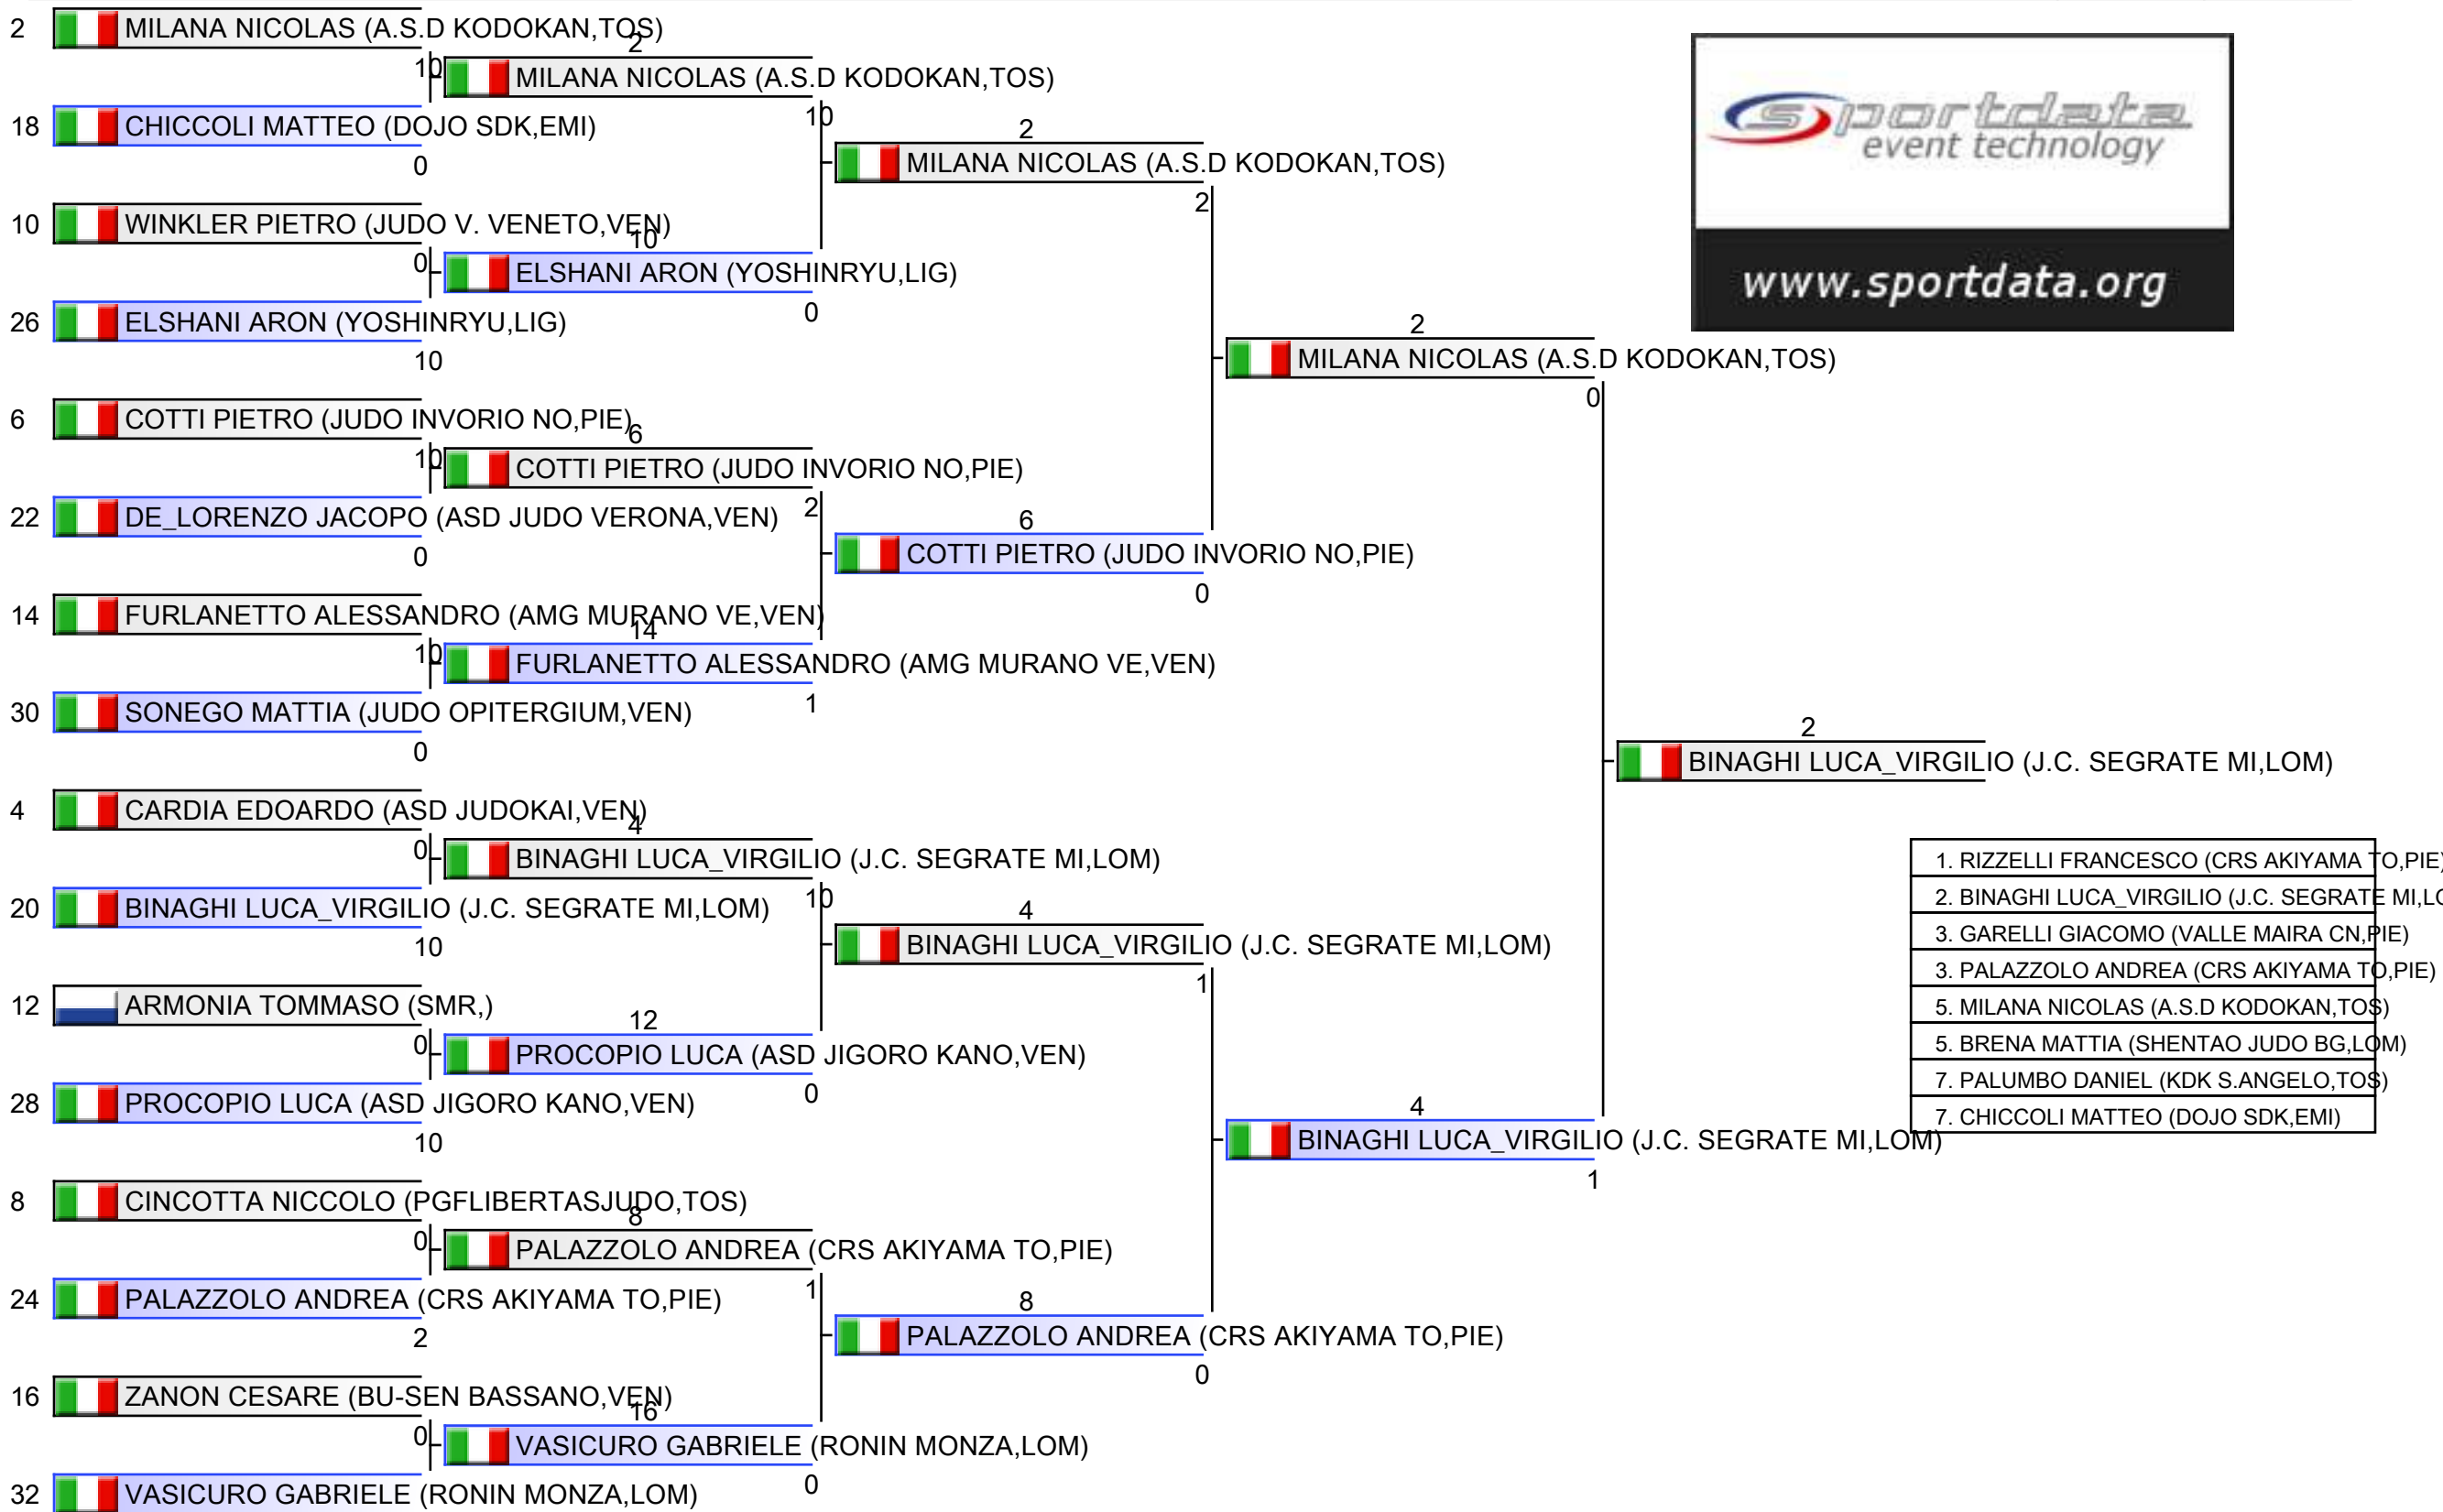 2 MILANA NICOLAS (A.S.D KODOKAN,TOS)
10
2
MILANA NICOLAS (A.S.D KODOKAN,TOS)
18 CHICCOLI MATTEO (DOJO SDK,EMI)
0
10
2
MILANA NICOLAS (A.S.D KODOKAN,TOS)
2
10 WINKLER PIETRO (JUDO V. VENETO,VEN)
0
10
ELSHANI ARON (YOSHINRYU,LIG)
0
26 ELSHANI ARON (YOSHINRYU,LIG)
10
2
MILANA NICOLAS (A.S.D KODOKAN,TOS)
0
6 COTTI PIETRO (JUDO INVORIO NO,PIE)
10
6
COTTI PIETRO (JUDO INVORIO NO,PIE)
2
22 DE_LORENZO JACOPO (ASD JUDO VERONA,VEN)
0
6
COTTI PIETRO (JUDO INVORIO NO,PIE)
0
14 FURLANETTO ALESSANDRO (AMG MURANO VE,VEN)
10
14
FURLANETTO ALESSANDRO (AMG MURANO VE,VEN)
1
30 SONEGO MATTIA (JUDO OPITERGIUM,VEN)
0
2
BINAGHI LUCA_VIRGILIO (J.C. SEGRATE MI,LOM)
4 CARDIA EDOARDO (ASD JUDOKAI,VEN)
0
4
BINAGHI LUCA_VIRGILIO (J.C. SEGRATE MI,LOM)
10
20 BINAGHI LUCA_VIRGILIO (J.C. SEGRATE MI,LOM)
10
4
BINAGHI LUCA_VIRGILIO (J.C. SEGRATE MI,LOM)
1
12 ARMONIA TOMMASO (SMR,)
0
12
PROCOPIO LUCA (ASD JIGORO KANO,VEN)
0
28 PROCOPIO LUCA (ASD JIGORO KANO,VEN)
10
4
BINAGHI LUCA_VIRGILIO (J.C. SEGRATE MI,LOM)
1
8 CINCOTTA NICCOLO (PGFLIBERTASJUDO,TOS)
0
8
PALAZZOLO ANDREA (CRS AKIYAMA TO,PIE)
1
24 PALAZZOLO ANDREA (CRS AKIYAMA TO,PIE)
2
8
PALAZZOLO ANDREA (CRS AKIYAMA TO,PIE)
0
16 ZANON CESARE (BU-SEN BASSANO,VEN)
0
16
VASICURO GABRIELE (RONIN MONZA,LOM)
0
32 VASICURO GABRIELE (RONIN MONZA,LOM)
sportdata
event technology
www.sportdata.org
1. RIZZELLI FRANCESCO (CRS AKIYAMA TO,PIE)
2. BINAGHI LUCA_VIRGILIO (J.C. SEGRATE MI,LO
3. GARELLI GIACOMO (VALLE MAIRA CN,PIE)
3. PALAZZOLO ANDREA (CRS AKIYAMA TO,PIE)
5. MILANA NICOLAS (A.S.D KODOKAN,TOS)
5. BRENA MATTIA (SHENTAO JUDO BG,LOM)
7. PALUMBO DANIEL (KDK S.ANGELO,TOS)
7. CHICCOLI MATTEO (DOJO SDK,EMI)